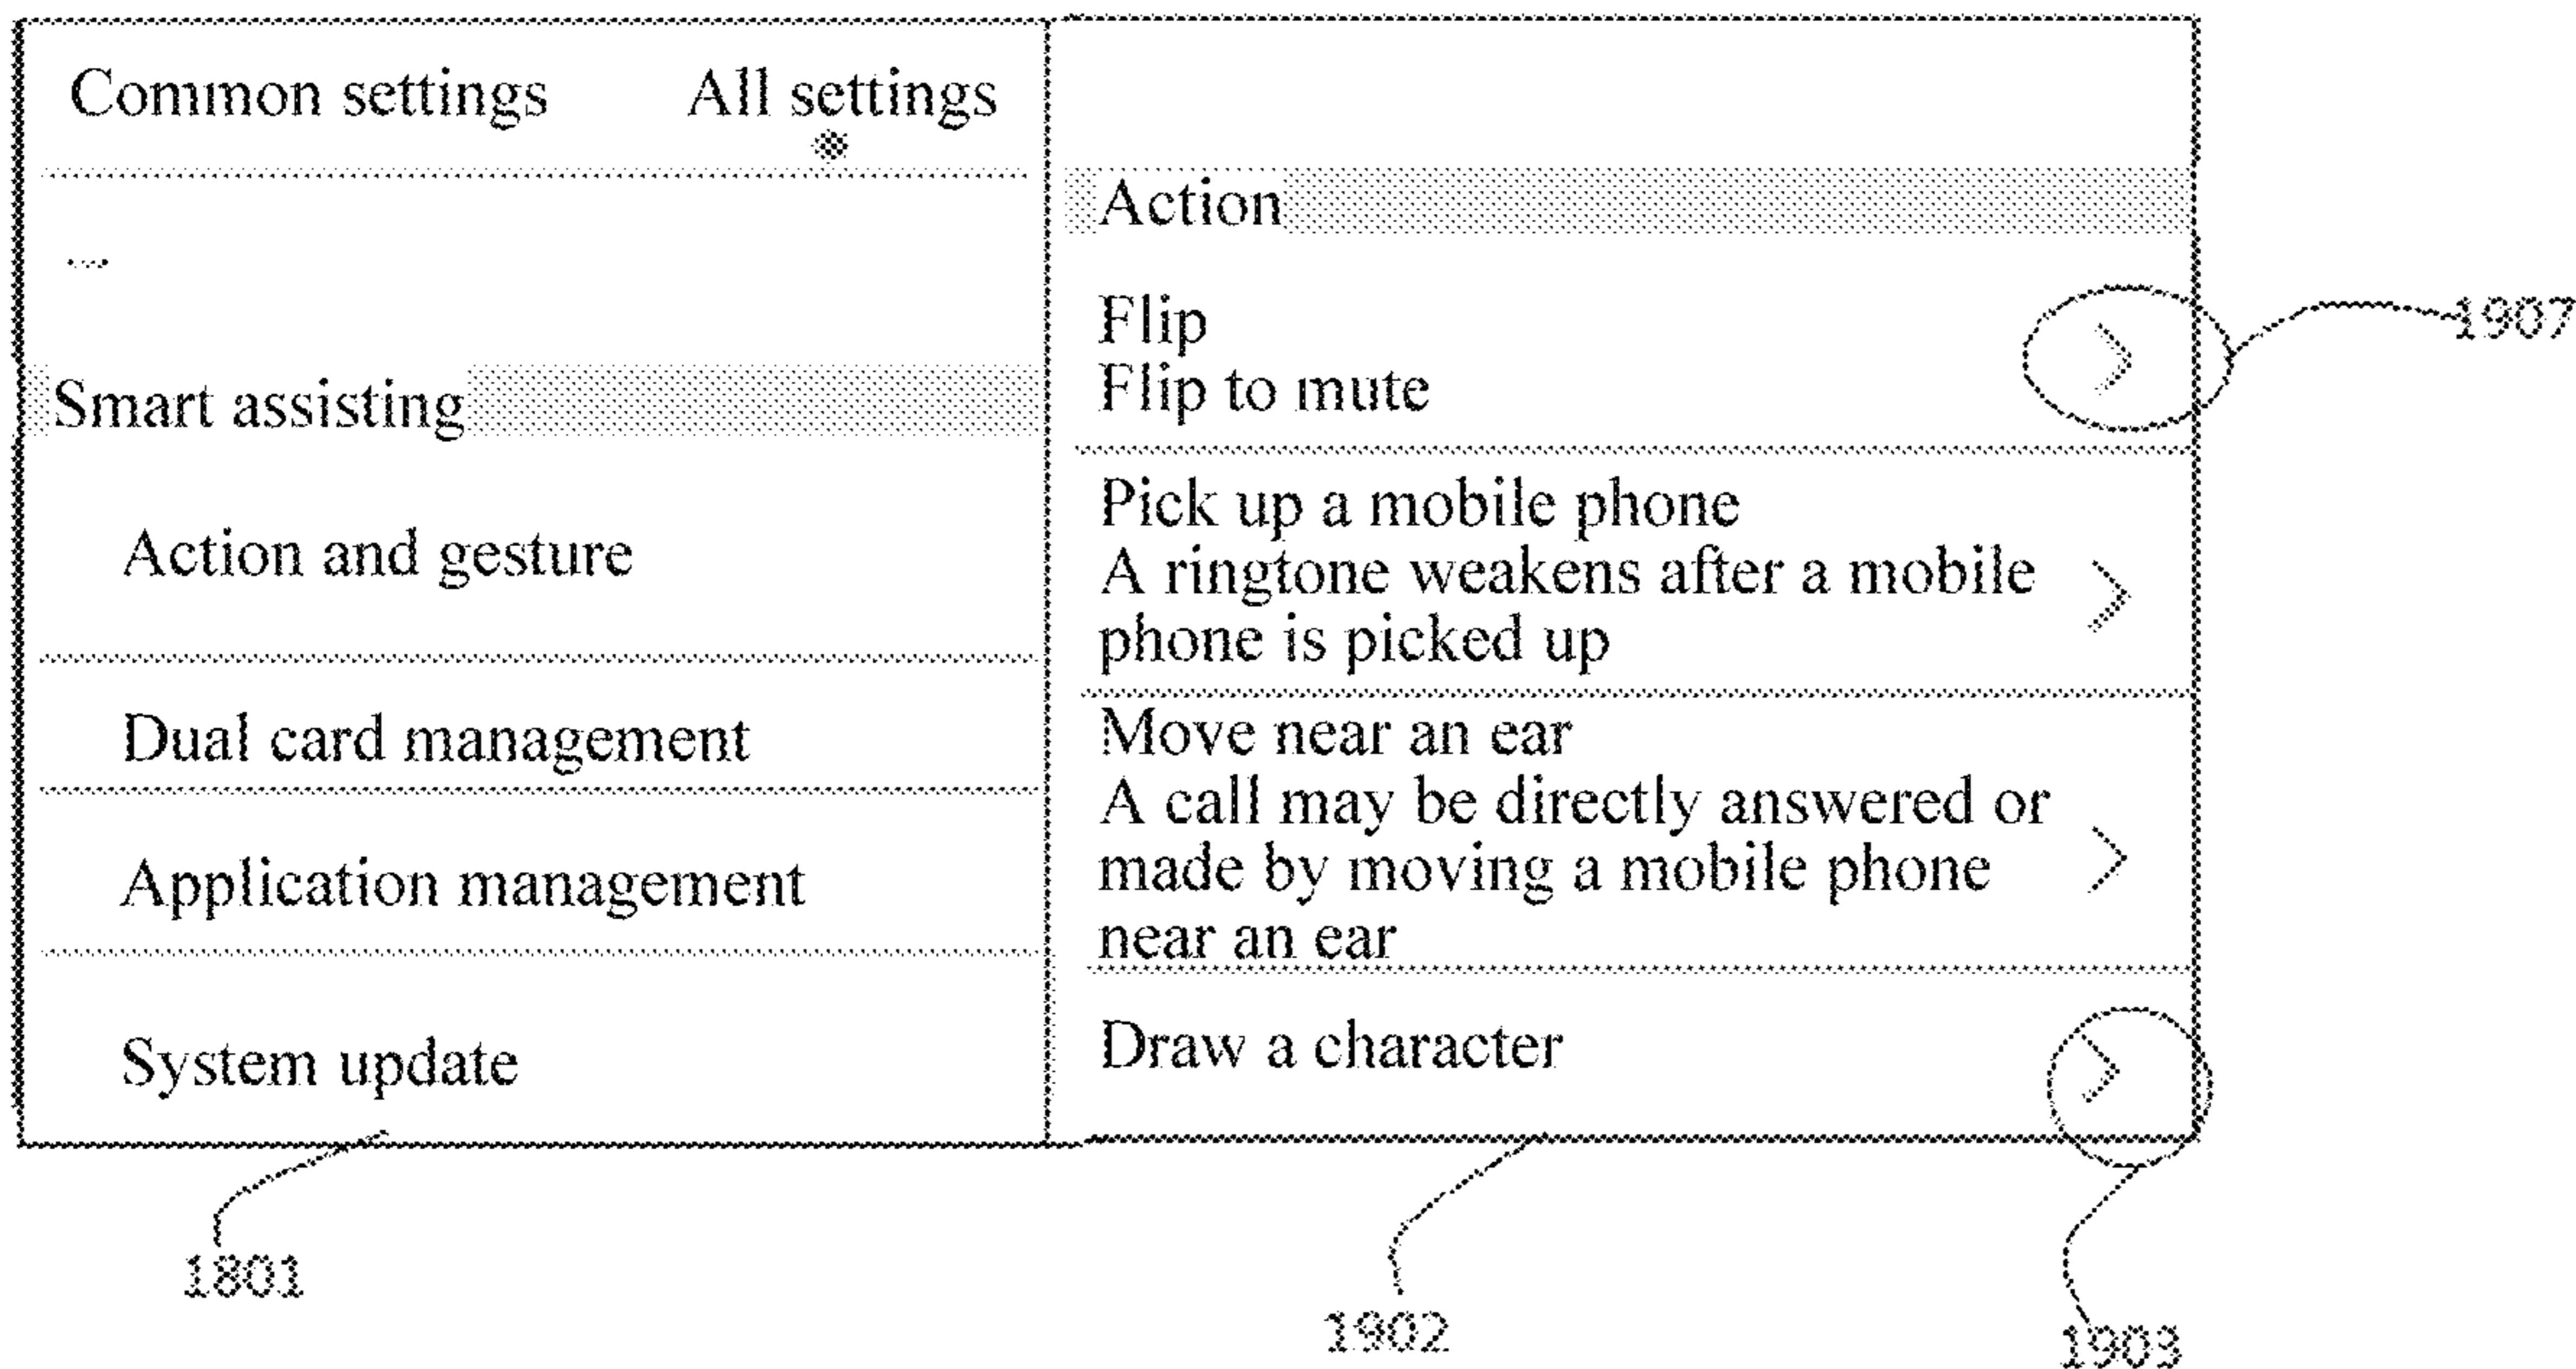 Common settings All settings
...
Smart assisting
Action and gesture
Dual card management
Application management
System update
Action
Flip
Flip to mute
Pick up a mobile phone
A ringtone weakens after a mobile
phone is picked up
Move near an ear
A call may be directly answered or
made by moving a mobile phone
near an ear
Draw a character
1907
1801
1902
1903